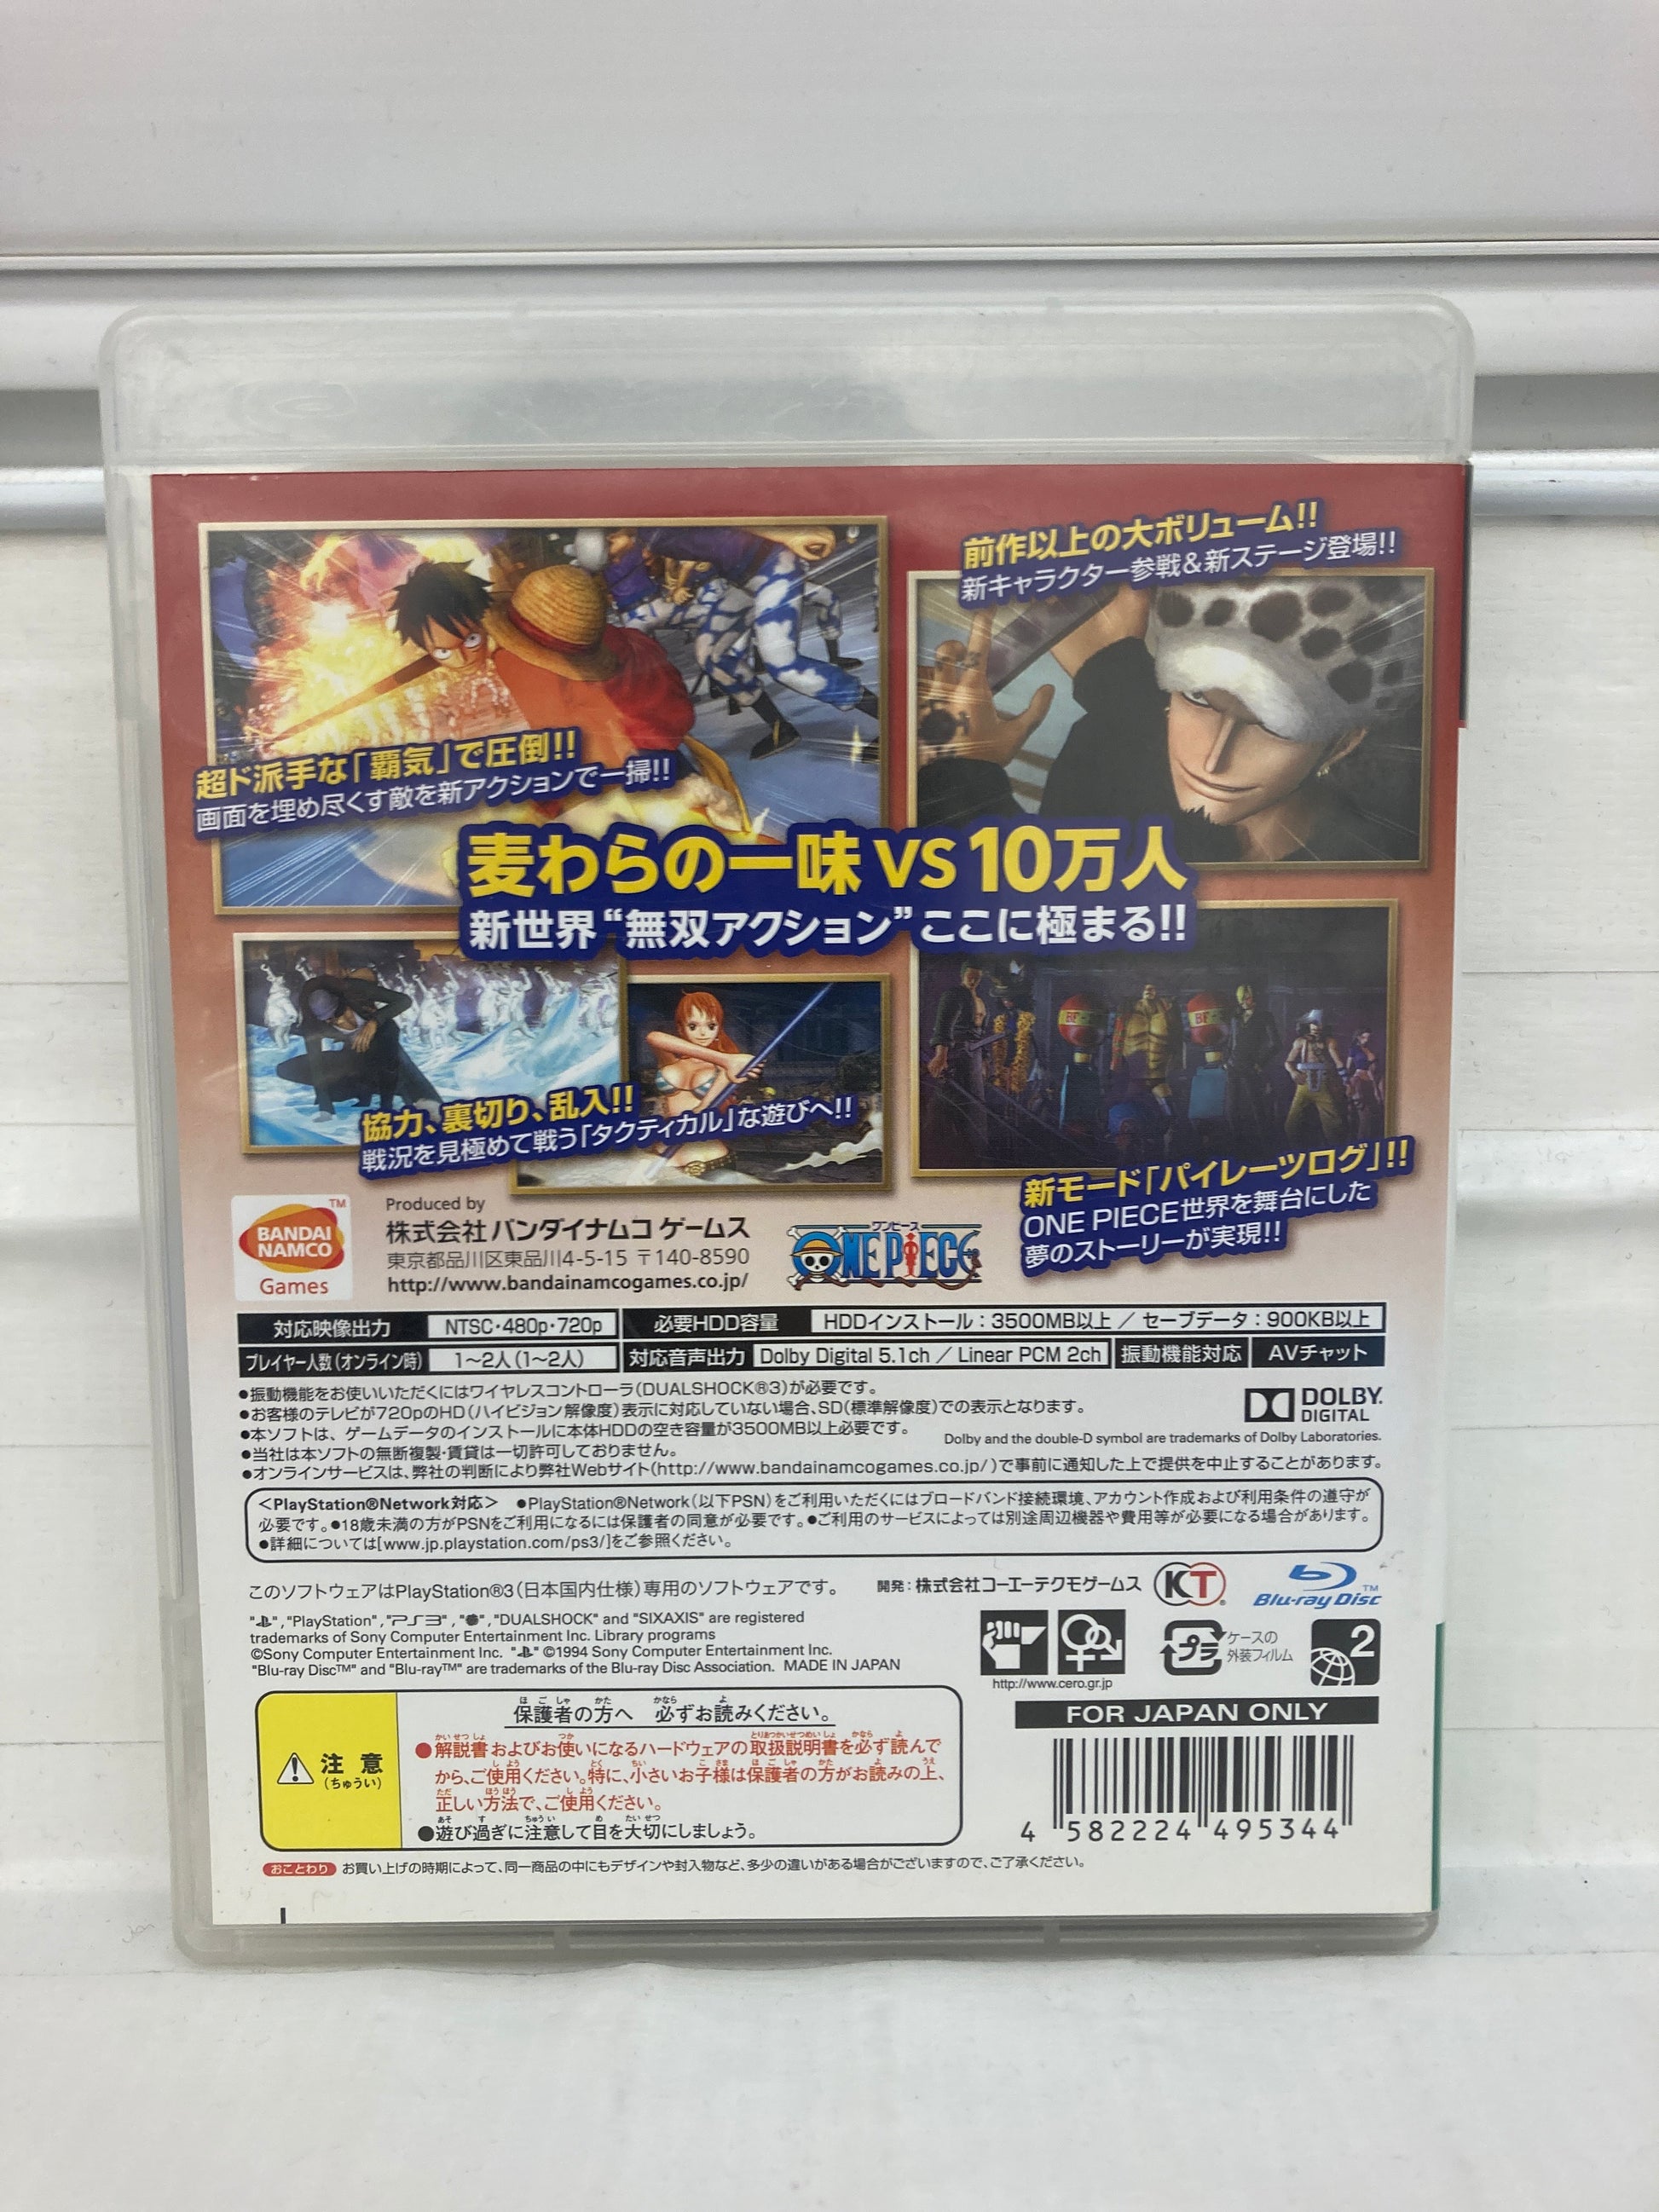 前作以上の大ボリューム!!
新キャラクター参戦&新ステージ登場!!
超ド派手な「覇気」で圧倒!!
画面を埋め尽くす敵を新アクションで一掃!!
麦わらの一味 VS 10万人
新世界“無双アクション”ここに極まる!!
協力、裏切り、乱入!!
戦況を見極めて戦う「タクティカル」な遊びへ!!
新モード「パイレーツログ」!!
ONE PIECE世界を舞台にした
夢のストーリーが実現!!
BANDAI
NAMCO
Games
TM
Produced by
株式会社 バンダイナムコ ゲームス
東京都品川区東品川4-5-15 〒140-8590
http://www.bandainamcogames.co.jp/
ワンピース
ONE PIECE
対応映像出力 NTSC・480p・720p 必要HDD容量 HDDインストール：3500MB以上 ／ セーブデータ：900KB以上
プレイヤー人数（オンライン時） 1〜2人（1〜2人） 対応音声出力 Dolby Digital 5.1ch ／ Linear PCM 2ch 振動機能対応 AVチャット
●振動機能をお使いいただくにはワイヤレスコントローラ（DUALSHOCK®3）が必要です。
●お客様のテレビが720pのHD（ハイビジョン解像度）表示に対応していない場合、SD（標準解像度）での表示となります。
●本ソフトは、ゲームデータのインストールに本体HDDの空き容量が3500MB以上必要です。
●当社は本ソフトの無断複製・賃貸は一切許可しておりません。
●オンラインサービスは、弊社の判断により弊社Webサイト（http://www.bandainamcogames.co.jp/）で事前に通知した上で提供を中止することがあります。
DOLBY.
DIGITAL
Dolby and the double-D symbol are trademarks of Dolby Laboratories.
＜PlayStation®Network対応＞ ●PlayStation®Network（以下PSN）をご利用いただくにはブロードバンド接続環境、アカウント作成および利用条件の遵守が
必要です。●18歳未満の方がPSNをご利用になるには保護者の同意が必要です。●ご利用のサービスによっては別途周辺機器や費用等が必要になる場合があります。
●詳細については[www.jp.playstation.com/ps3/]をご参照ください。
このソフトウェアはPlayStation®3（日本国内仕様）専用のソフトウェアです。
開発：株式会社コーエーテクモゲームス
KT
Blu-ray Disc TM
"PlayStation", "PS3", "DUALSHOCK" and "SIXAXIS" are registered
trademarks of Sony Computer Entertainment Inc. Library programs
©Sony Computer Entertainment Inc. ©1994 Sony Computer Entertainment Inc.
"Blu-ray Disc™" and "Blu-ray™" are trademarks of the Blu-ray Disc Association. MADE IN JAPAN
http://www.cero.gr.jp
プラ
ケースの
外装フィルム
2
FOR JAPAN ONLY
4 582224 495344
注 意
(ちゅうい)
保護者の方へ 必ずお読みください。
●解説書およびお使いになるハードウェアの取扱説明書を必ず読んで
から、ご使用ください。特に、小さいお子様は保護者の方がお読みの上、
正しい方法で、ご使用ください。
●遊び過ぎに注意して目を大切にしましょう。
おことわり お買い上げの時期によって、同一商品の中にもデザインや封入物など、多少の違いがある場合がございますので、ご了承ください。